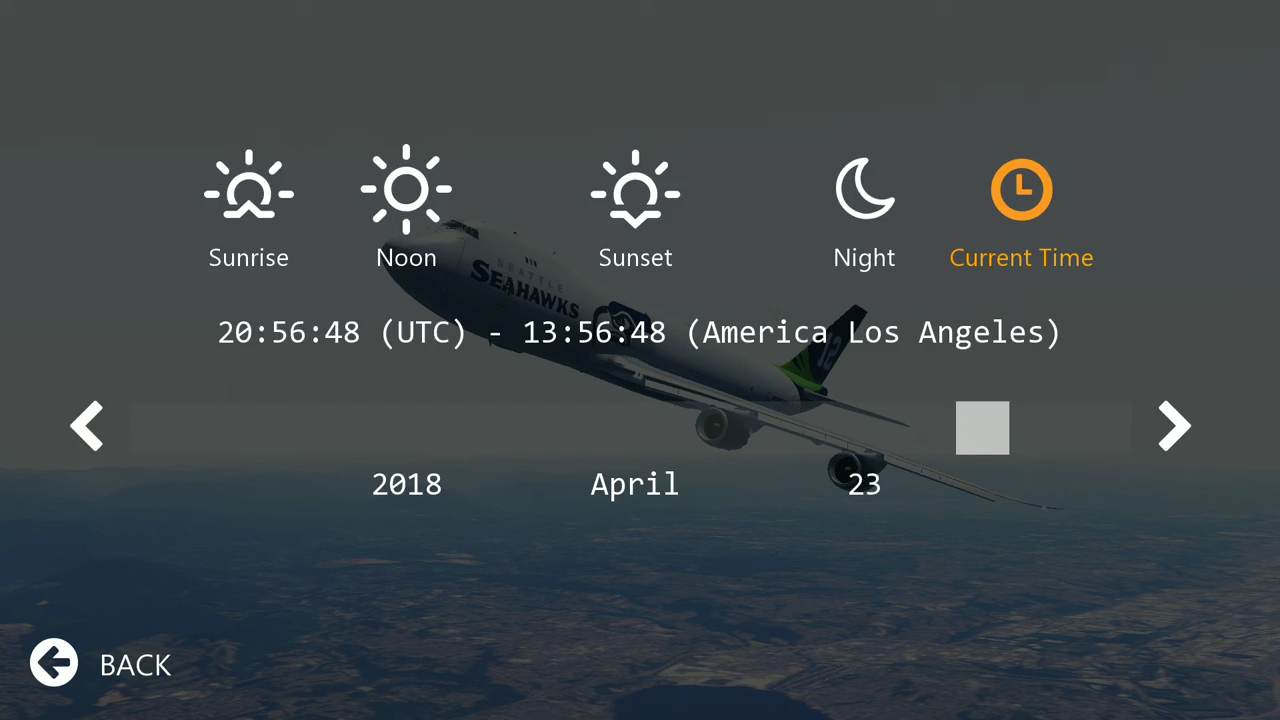 Sunrise Noon Sunset Night Current Time
SEATTLE
SEAHAWKS
20:56:48 (UTC) - 13:56:48 (America Los Angeles)
12
2018 April 23
BACK